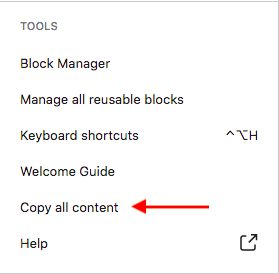 TOOLS
Block Manager
Manage all reusable blocks
Keyboard shortcuts ^⌥H
Welcome Guide
Copy all content
Help